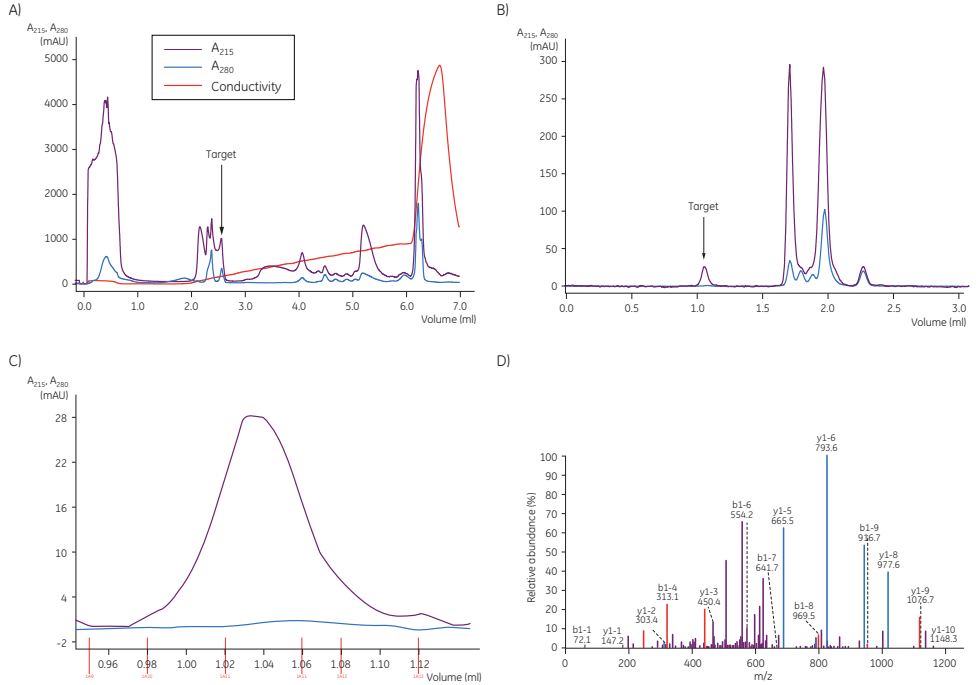 A)
A215, A280
(mAU)
5000
4000
3000
2000
1000
0
A215
A280
Conductivity
Target
0.0 1.0 2.0 3.0 4.0 5.0 6.0 7.0
Volume (ml)
B)
A215, A280
(mAU)
300
250
200
150
100
50
0
Target
0.0 0.5 1.0 1.5 2.0 2.5 3.0
Volume (ml)
C)
A215, A280
(mAU)
28
22
16
10
4
-2
0.96 0.98 1.00 1.02 1.04 1.06 1.08 1.10 1.12
Volume (ml)
D)
Relative abundance (%)
100
90
80
70
60
50
40
30
20
10
0
b1-1
72.1
y1-1
147.2
y1-2
303.4
b1-4
313.1
y1-3
450.4
b1-6
554.2
b1-7
641.7
y1-5
665.5
y1-6
793.6
b1-8
969.5
b1-9
916.7
y1-8
977.6
y1-9
1076.7
y1-10
1148.3
0 200 400 600 800 1000 1200
m/z